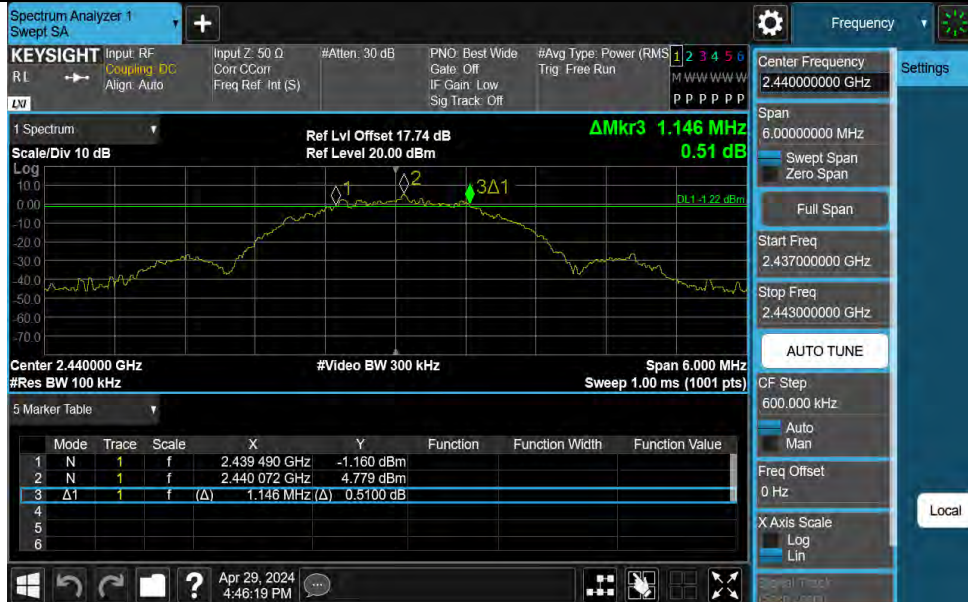 Spectrum Analyzer 1
Swept SA
Frequency
KEYSIGHT
RL
LXI
Input: RF
Coupling: DC
Align: Auto
Input Z: 50 Ω
Corr CCorr
Freq Ref: Int (S)
#Atten: 30 dB
PNO: Best Wide
Gate: Off
IF Gain: Low
Sig Track: Off
#Avg Type: Power (RMS
Trig: Free Run
1 2 3 4 5 6
M W W W W W
P P P P P P
1 Spectrum
Scale/Div 10 dB
Ref Lvl Offset 17.74 dB
Ref Level 20.00 dBm
ΔMkr3 1.146 MHz
0.51 dB
Log
10.0
0.00
-10.0
-20.0
-30.0
-40.0
-50.0
-60.0
-70.0
1
2
3Δ1
DL1 -1.22 dBm
Center 2.440000 GHz
#Res BW 100 kHz
#Video BW 300 kHz
Span 6.000 MHz
Sweep 1.00 ms (1001 pts)
5 Marker Table
Mode Trace Scale X Y Function Function Width Function Value
1 N 1 f 2.439 490 GHz -1.160 dBm
2 N 1 f 2.440 072 GHz 4.779 dBm
3 Δ1 1 f (Δ) 1.146 MHz (Δ) 0.5100 dB
4
5
6
?
Apr 29, 2024
4:46:19 PM
Center Frequency
2.440000000 GHz
Span
6.00000000 MHz
Swept Span
Zero Span
Full Span
Start Freq
2.437000000 GHz
Stop Freq
2.443000000 GHz
AUTO TUNE
CF Step
600.000 kHz
Auto
Man
Freq Offset
0 Hz
X Axis Scale
Log
Lin
Signal Track
Settings
Local